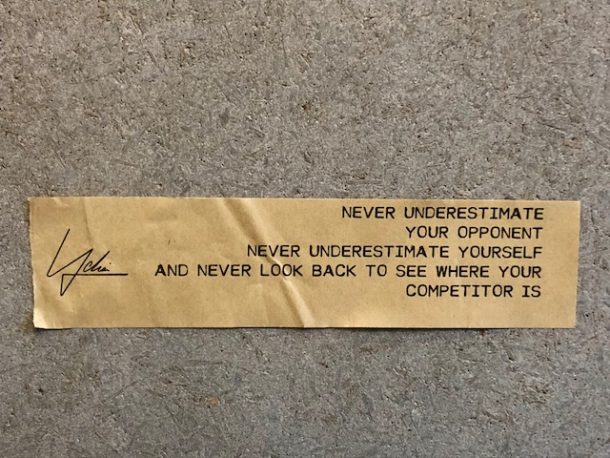 NEVER UNDERESTIMATE
YOUR OPPONENT
NEVER UNDERESTIMATE YOURSELF
AND NEVER LOOK BACK TO SEE WHERE YOUR
COMPETITOR IS